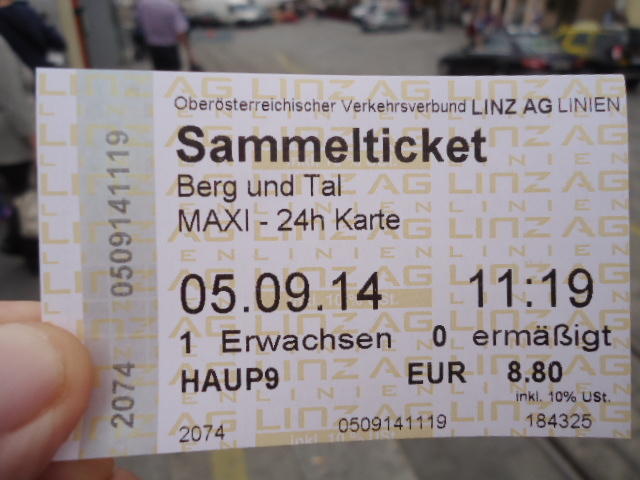 Oberösterreichischer Verkehrsverbund LINZ AG LINIEN
Sammelticket
Berg und Tal
MAXI - 24h Karte
05.09.14 11:19
1 Erwachsen 0 ermäßigt
HAUP9 EUR 8.80
inkl. 10% USt.
2074 0509141119 184325
2074 0509141119